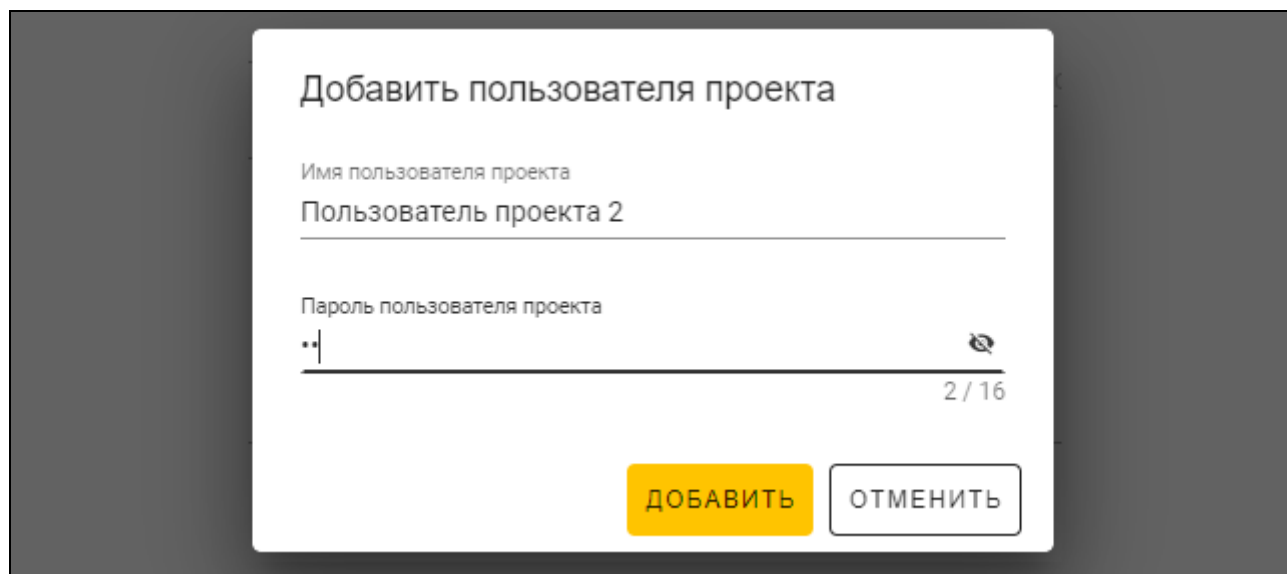 Добавить пользователя проекта
Имя пользователя проекта
Пользователь проекта 2
Пароль пользователя проекта
••
2 / 16
ДОБАВИТЬ ОТМЕНИТЬ